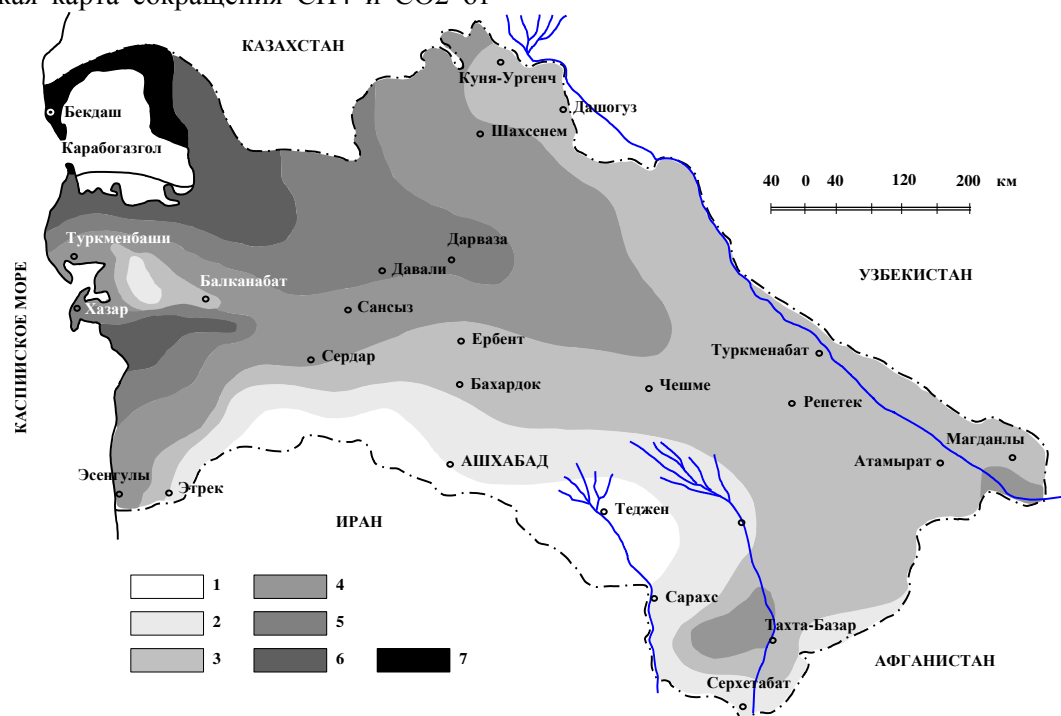 кая карта сокращения CH4 и CO2 от
КАЗАХСТАН
Куня-Ургенч
Бекдаш
Дашогуз
Шахсенем
Карабогазгол
40 0 40 120 200 км
Туркменбаши
Дарваза
Давали
УЗБЕКИСТАН
Балканабат
Хазар
Сансыз
КАСПИЙСКОЕ МОРЕ
Ербент
Туркменабат
Сердар
Бахардок
Чешме
Репетек
Магданлы
АШХАБАД
Атамырат
Эсенгулы
Этрек
Теджен
ИРАН
1
4
Сарахс
2
5
Тахта-Базар
3
6
7
АФГАНИСТАН
Серхетабат